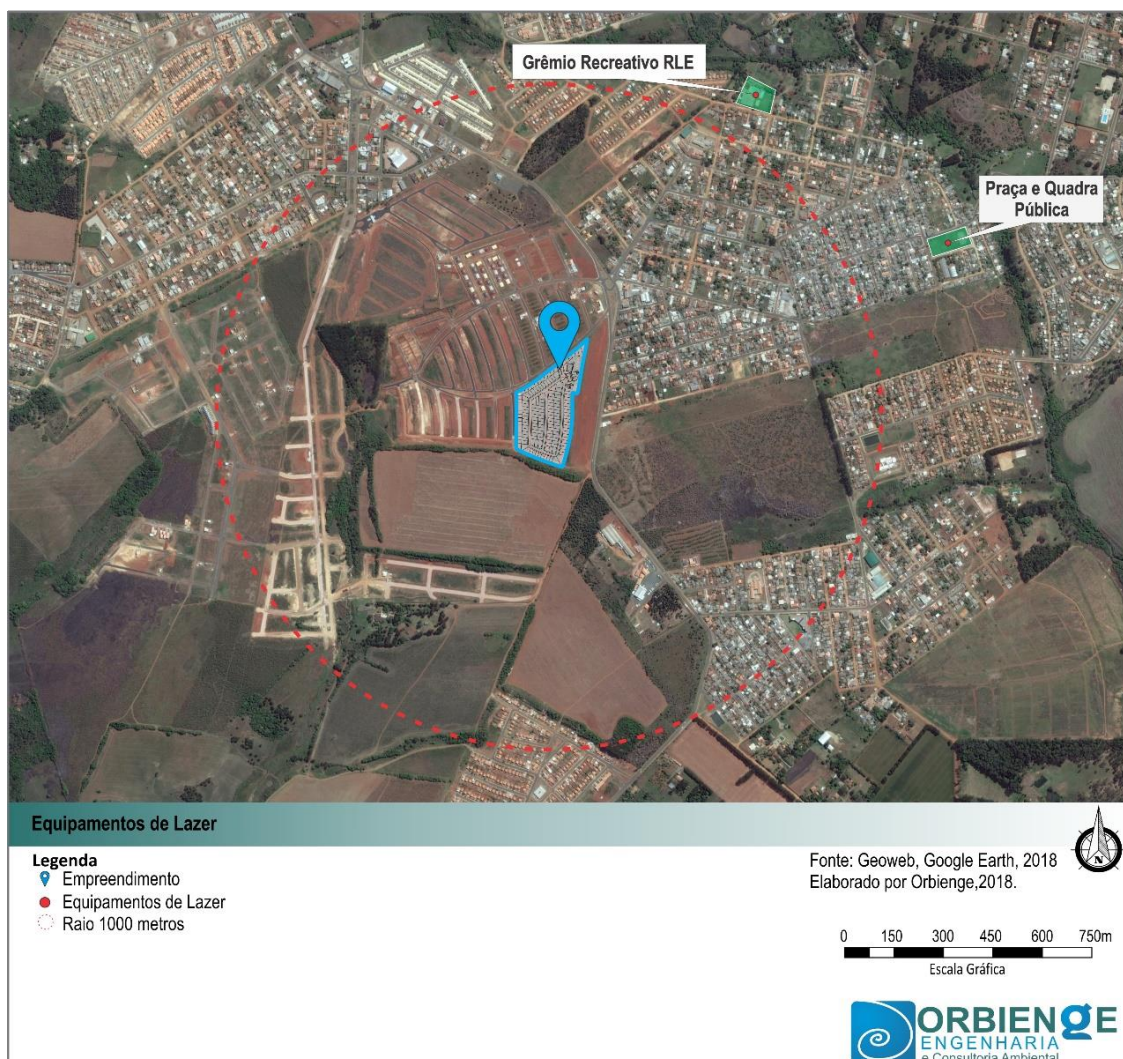 Grêmio Recreativo RLE
Praça e Quadra
Pública
Equipamentos de Lazer
Legenda
Empreendimento
Equipamentos de Lazer
Raio 1000 metros
Fonte: Geoweb, Google Earth, 2018
Elaborado por Orbienge,2018.
N
0 150 300 450 600 750m
Escala Gráfica
ORBIENGE
ENGENHARIA
e Consultoria Ambiental